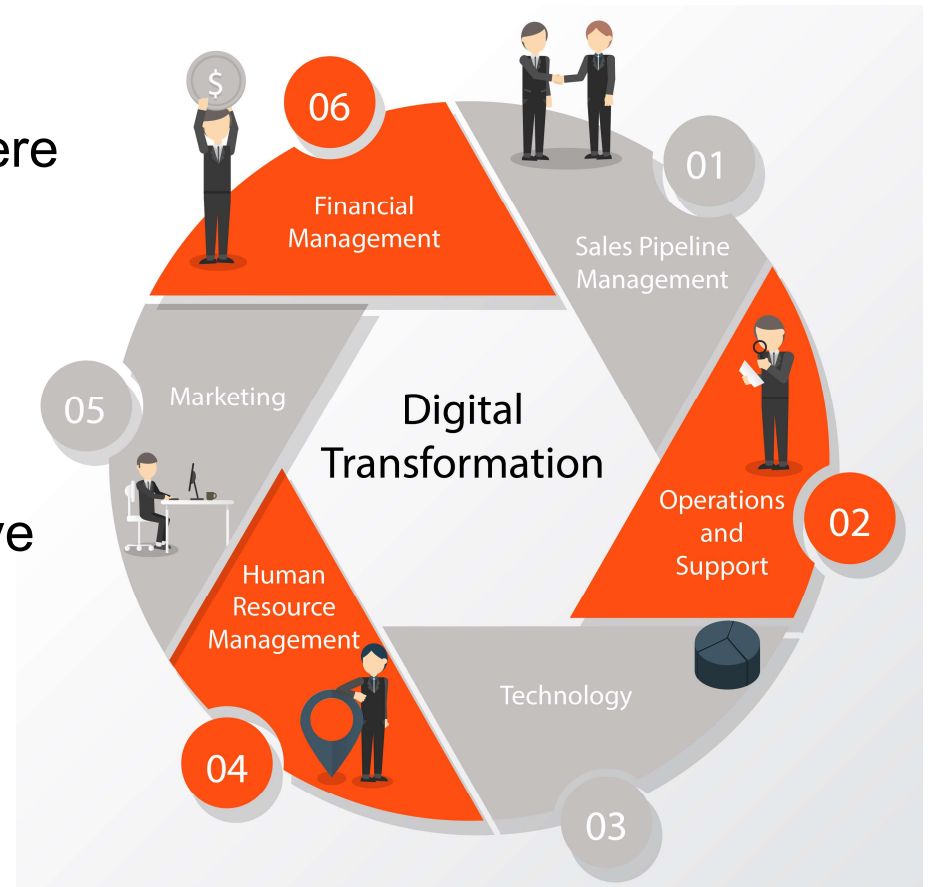 ere
ve
06
$
Financial
Management
01
Sales Pipeline
Management
Digital
Transformation
05
Marketing
Operations
and
Support
02
Human
Resource
Management
Technology
04
03